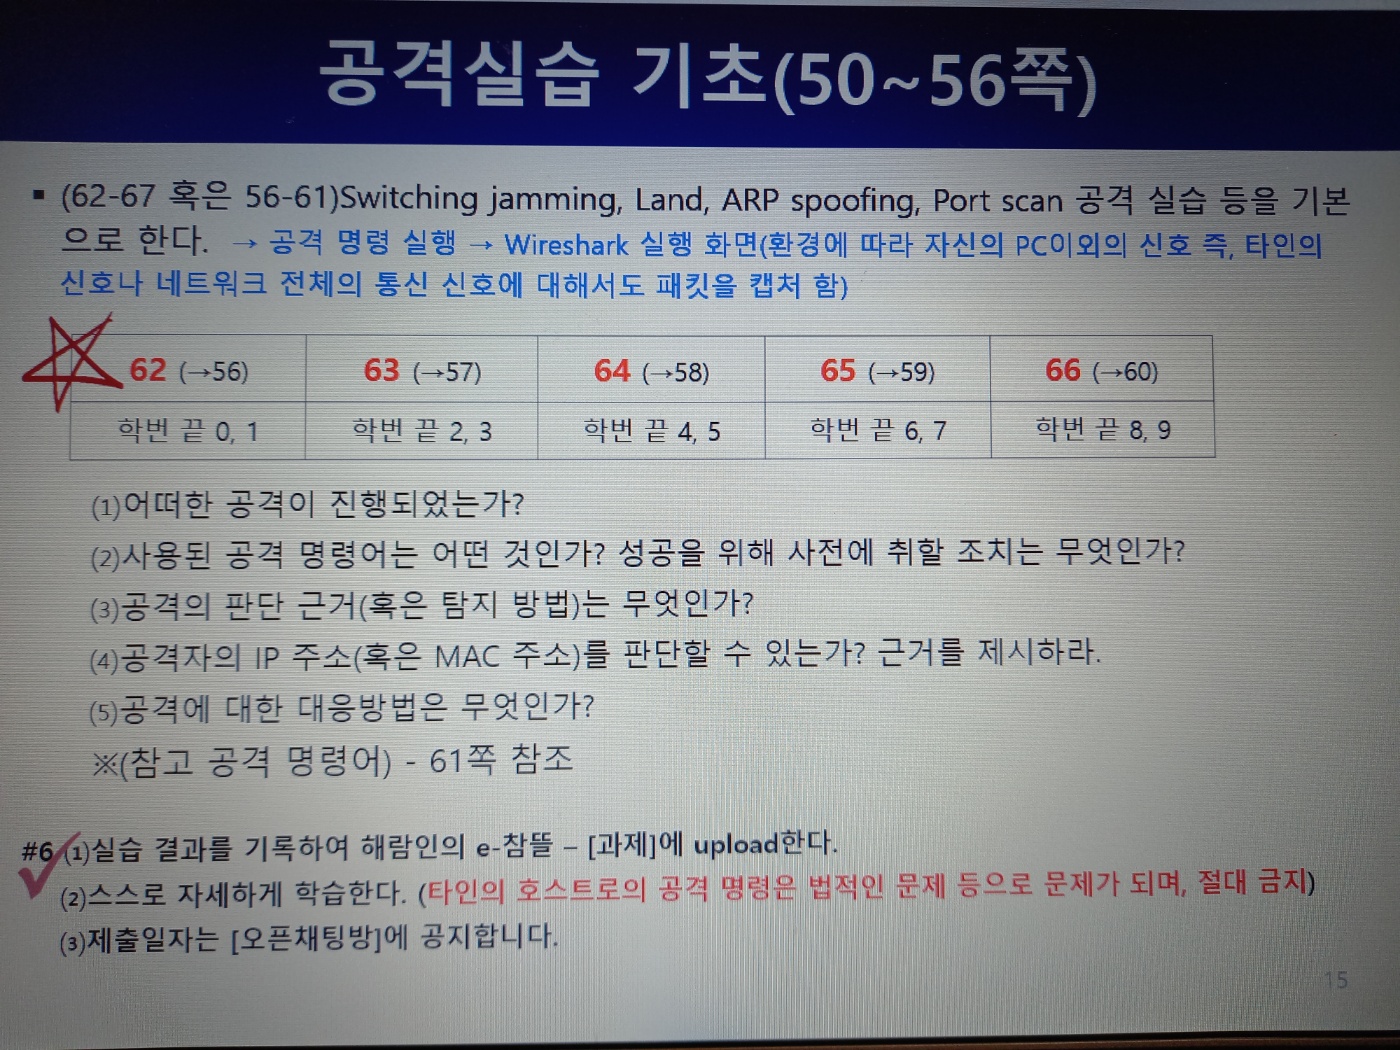 공격실습 기초(50~56쪽)
▪ (62-67 혹은 56-61)Switching jamming, Land, ARP spoofing, Port scan 공격 실습 등을 기본
으로 한다. → 공격 명령 실행 → Wireshark 실행 화면(환경에 따라 자신의 PC이외의 신호 즉, 타인의
신호나 네트워크 전체의 통신 신호에 대해서도 패킷을 캡처 함)
62 (→56) 63 (→57) 64 (→58) 65 (→59) 66 (→60)
학번 끝 0, 1 학번 끝 2, 3 학번 끝 4, 5 학번 끝 6, 7 학번 끝 8, 9
(1)어떠한 공격이 진행되었는가?
(2)사용된 공격 명령어는 어떤 것인가? 성공을 위해 사전에 취할 조치는 무엇인가?
(3)공격의 판단 근거(혹은 탐지 방법)는 무엇인가?
(4)공격자의 IP 주소(혹은 MAC 주소)를 판단할 수 있는가? 근거를 제시하라.
(5)공격에 대한 대응방법은 무엇인가?
※(참고 공격 명령어) - 61쪽 참조
#6 (1)실습 결과를 기록하여 해람인의 e-참뜰 – [과제]에 upload한다.
(2)스스로 자세하게 학습한다. (타인의 호스트로의 공격 명령은 법적인 문제 등으로 문제가 되며, 절대 금지)
(3)제출일자는 [오픈채팅방]에 공지합니다.
15